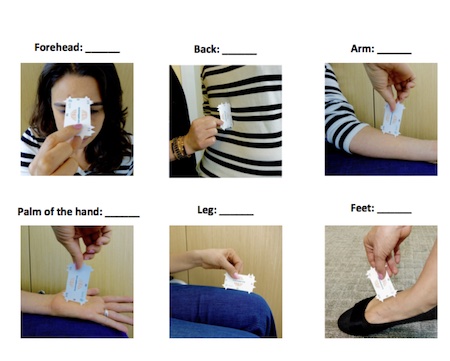 Forehead: ______
Back: ______
Arm: ______
Palm of the hand: ______
Leg: ______
Feet: ______